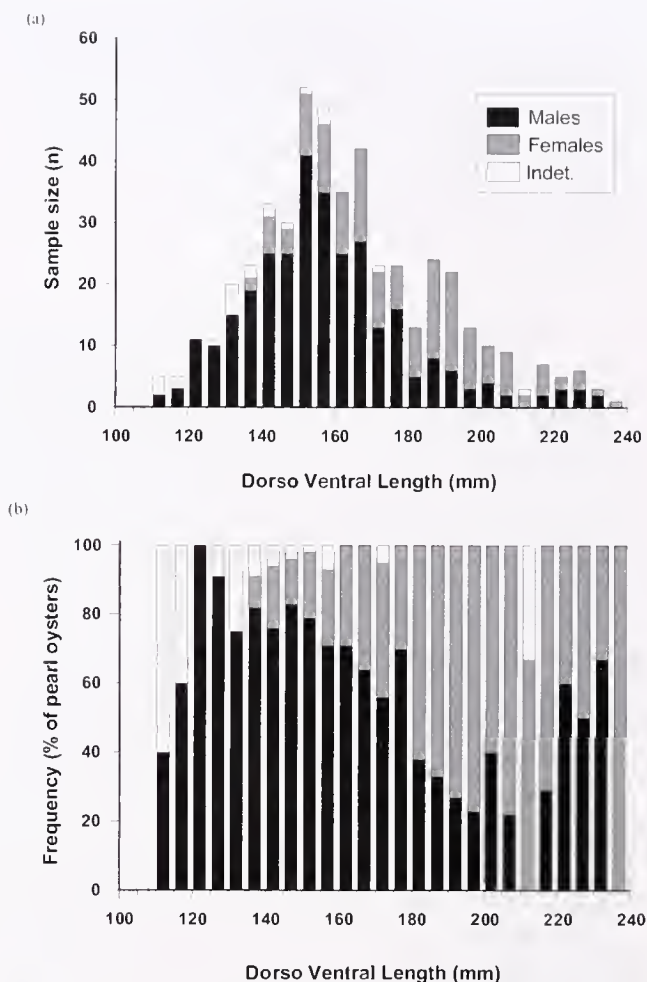 (a)
60
50
40
30
20
10
0
Sample size (n)
Males
Females
Indet.
100 120 140 160 180 200 220 240
Dorso Ventral Length (mm)
(b)
100
80
60
40
20
0
Frequency (% of pearl oysters)
100 120 140 160 180 200 220 240
Dorso Ventral Length (mm)